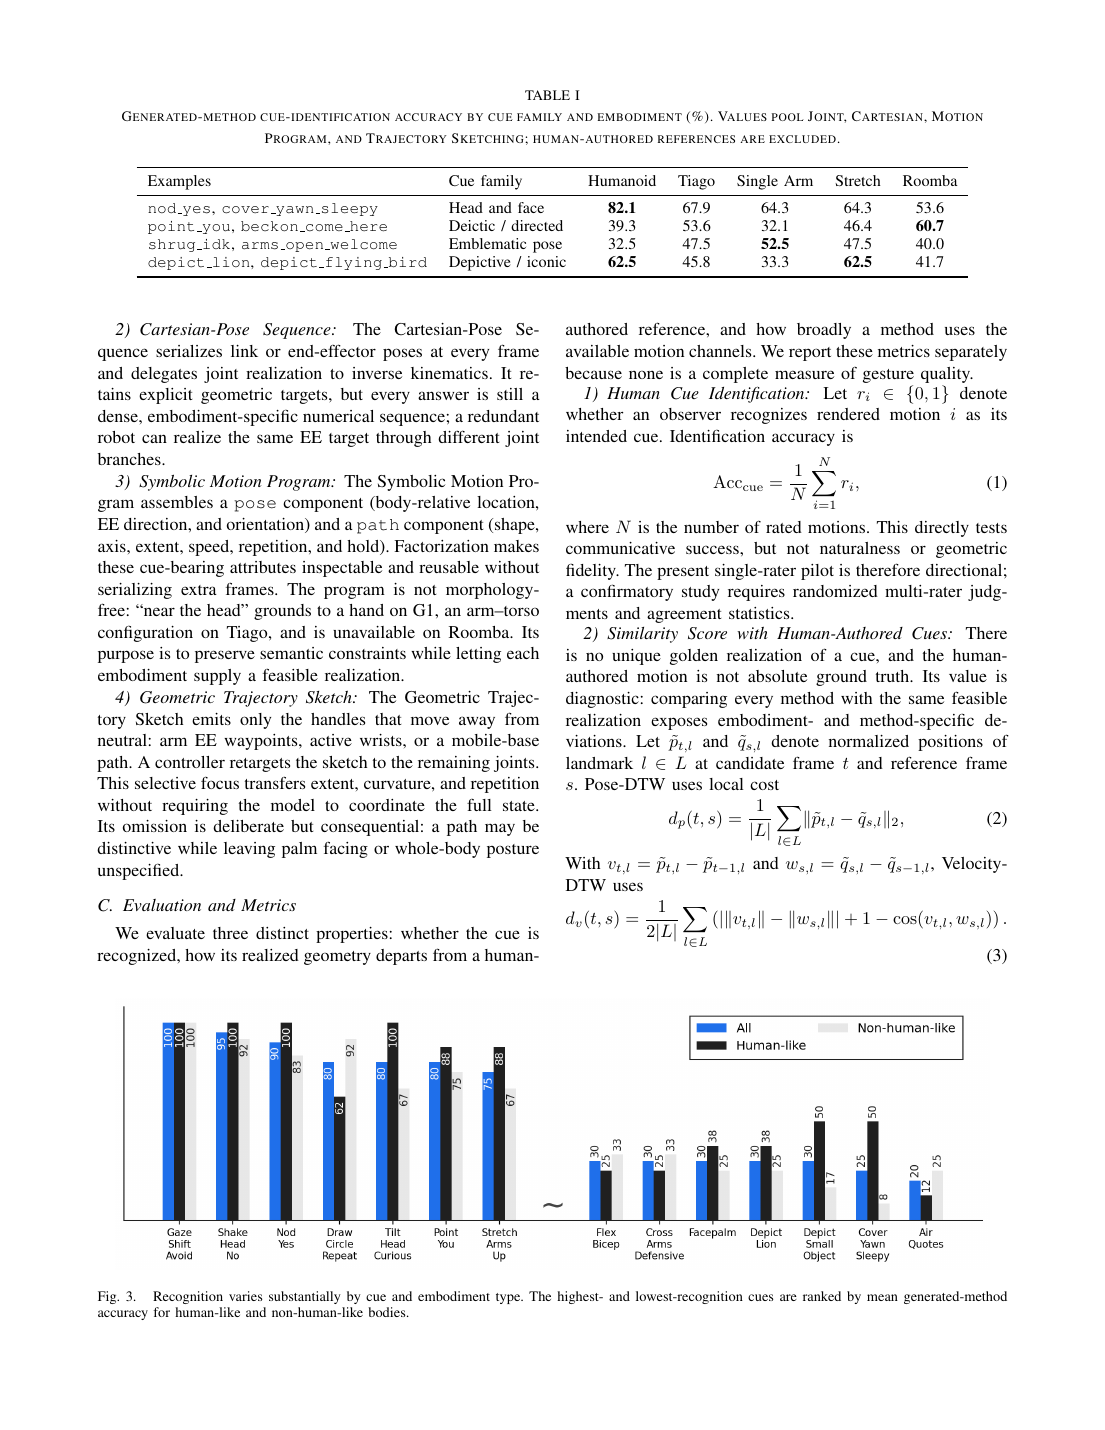 TABLE I
GENERATED-METHOD CUE-IDENTIFICATION ACCURACY BY CUE FAMILY AND EMBODIMENT (%). VALUES POOL JOINT, CARTESIAN, MOTION
PROGRAM, AND TRAJECTORY SKETCHING; HUMAN-AUTHORED REFERENCES ARE EXCLUDED.
Examples Cue family Humanoid Tiago Single Arm Stretch Roomba
nod_yes, cover_yawn_sleepy Head and face 82.1 67.9 64.3 64.3 53.6
point_you, beckon_come_here Deictic / directed 39.3 53.6 32.1 46.4 60.7
shrug_idk, arms_open_welcome Emblematic pose 32.5 47.5 52.5 47.5 40.0
depict_lion, depict_flying_bird Depictive / iconic 62.5 45.8 33.3 62.5 41.7
2) Cartesian-Pose Sequence: The Cartesian-Pose Se-
quence serializes link or end-effector poses at every frame
and delegates joint realization to inverse kinematics. It re-
tains explicit geometric targets, but every answer is still a
dense, embodiment-specific numerical sequence; a redundant
robot can realize the same EE target through different joint
branches.
3) Symbolic Motion Program: The Symbolic Motion Pro-
gram assembles a pose component (body-relative location,
EE direction, and orientation) and a path component (shape,
axis, extent, speed, repetition, and hold). Factorization makes
these cue-bearing attributes inspectable and reusable without
serializing extra frames. The program is not morphology-
free: “near the head” grounds to a hand on G1, an arm–torso
configuration on Tiago, and is unavailable on Roomba. Its
purpose is to preserve semantic constraints while letting each
embodiment supply a feasible realization.
4) Geometric Trajectory Sketch: The Geometric Trajec-
tory Sketch emits only the handles that move away from
neutral: arm EE waypoints, active wrists, or a mobile-base
path. A controller retargets the sketch to the remaining joints.
This selective focus transfers extent, curvature, and repetition
without requiring the model to coordinate the full state.
Its omission is deliberate but consequential: a path may be
distinctive while leaving palm facing or whole-body posture
unspecified.
C. Evaluation and Metrics
We evaluate three distinct properties: whether the cue is
recognized, how its realized geometry departs from a human-
authored reference, and how broadly a method uses the
available motion channels. We report these metrics separately
because none is a complete measure of gesture quality.
1) Human Cue Identification: Let r_i ∈ {0, 1} denote
whether an observer recognizes rendered motion i as its
intended cue. Identification accuracy is
Acc_cue = 1/N ∑_{i=1}^{N} r_i, (1)
where N is the number of rated motions. This directly tests
communicative success, but not naturalness or geometric
fidelity. The present single-rater pilot is therefore directional;
a confirmatory study requires randomized multi-rater judg-
ments and agreement statistics.
2) Similarity Score with Human-Authored Cues: There
is no unique golden realization of a cue, and the human-
authored motion is not absolute ground truth. Its value is
diagnostic: comparing every method with the same feasible
realization exposes embodiment- and method-specific de-
viations. Let p̃_{t,l} and q̃_{s,l} denote normalized positions of
landmark l ∈ L at candidate frame t and reference frame
s. Pose-DTW uses local cost
d_p(t, s) = 1/|L| ∑_{l∈L} ‖p̃_{t,l} − q̃_{s,l}‖_2, (2)
With v_{t,l} = p̃_{t,l} − p̃_{t−1,l} and w_{s,l} = q̃_{s,l} − q̃_{s−1,l}, Velocity-
DTW uses
d_v(t, s) = 1/2|L| ∑_{l∈L} (|‖v_{t,l}‖ − ‖w_{s,l}‖| + 1 − cos(v_{t,l}, w_{s,l})).
(3)
All Non-human-like
Human-like
100 100 100 95 100 92 90 100 83 80 62 92 80 100 67 80 88 75 75 88 67
~
30 25 33 30 25 33 30 38 25 30 38 25 30 50 17 25 50 8 20 12 25
Gaze Shift Avoid
Shake Head No
Nod Yes
Draw Circle Repeat
Tilt Head Curious
Point You
Stretch Arms Up
Flex Bicep
Cross Arms Defensive
Facepalm
Depict Lion
Depict Small Object
Cover Yawn Sleepy
Air Quotes
Fig. 3. Recognition varies substantially by cue and embodiment type. The highest- and lowest-recognition cues are ranked by mean generated-method
accuracy for human-like and non-human-like bodies.